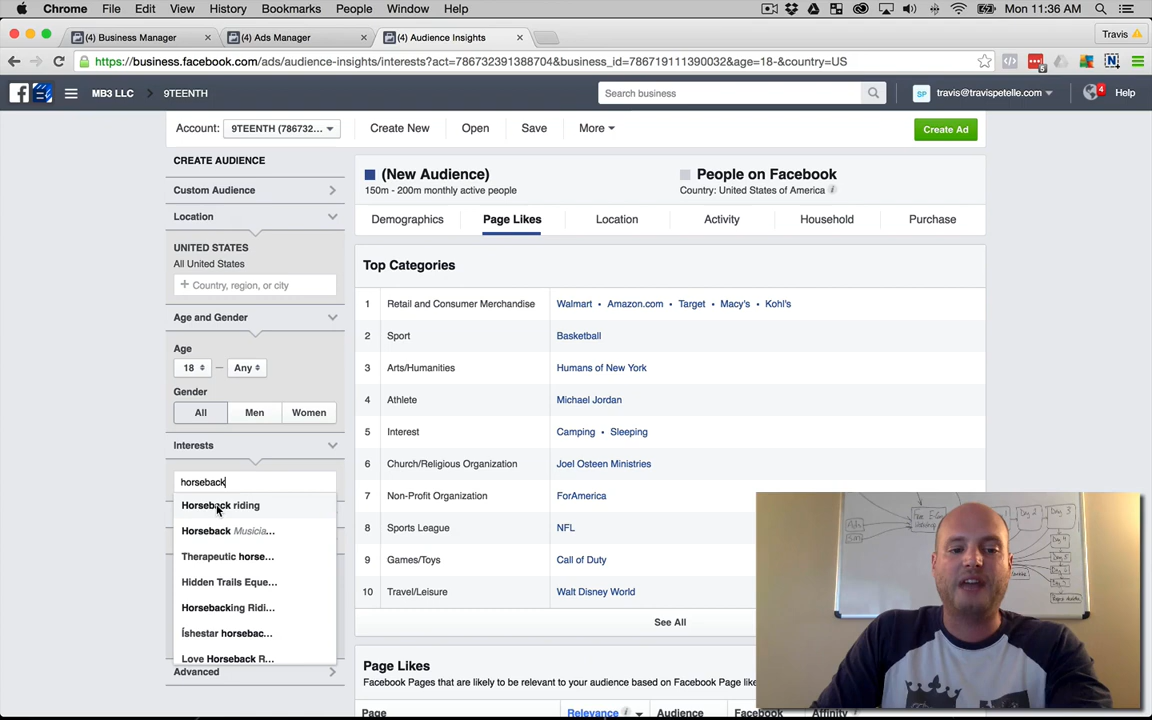 Chrome File Edit View History Bookmarks People Window Help Mon 11:36 AM
(4) Business Manager × (4) Ads Manager × (4) Audience Insights × Travis
https://business.facebook.com/ads/audience-insights/interests?act=786732391388704&business_id=786719111390032&age=18-&country=US 5
MB3 LLC > 9TEENTH Search business SP travis@travispetelle.com 4 Help
Account: 9TEENTH (786732... Create New Open Save More Create Ad
CREATE AUDIENCE
Custom Audience
Location
UNITED STATES
All United States
+ Country, region, or city
Age and Gender
Age
18 – Any
Gender
All Men Women
Interests
horseback
Horseback riding
Horseback Musicia...
Therapeutic horse...
Hidden Trails Eque...
Horsebacking Ridi...
Íshestar horsebac...
Love Horseback R...
Advanced
(New Audience)
150m - 200m monthly active people
People on Facebook
Country: United States of America i
Demographics Page Likes Location Activity Household Purchase
Top Categories
1 Retail and Consumer Merchandise Walmart • Amazon.com • Target • Macy's • Kohl's
2 Sport Basketball
3 Arts/Humanities Humans of New York
4 Athlete Michael Jordan
5 Interest Camping • Sleeping
6 Church/Religious Organization Joel Osteen Ministries
7 Non-Profit Organization ForAmerica
8 Sports League NFL
9 Games/Toys Call of Duty
10 Travel/Leisure Walt Disney World
See All
Page Likes
Facebook Pages that are likely to be relevant to your audience based on Facebook Page like
Page Relevance i Audience Facebook Affinity
Day 2
Day 3